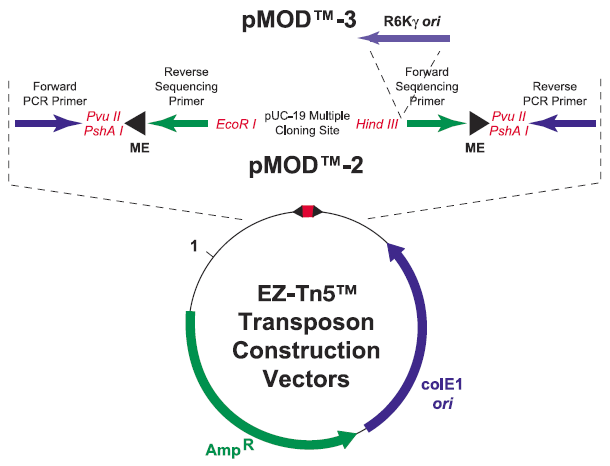 pMOD™-3
R6Kγ ori
Forward
PCR Primer
Reverse
Sequencing
Primer
Forward
Sequencing
Primer
Reverse
PCR Primer
Pvu II
PshA I
ME
EcoR I
pUC-19 Multiple
Cloning Site
Hind III
Pvu II
PshA I
ME
pMOD™-2
1
EZ-Tn5™
Transposon
Construction
Vectors
colE1
ori
Amp R